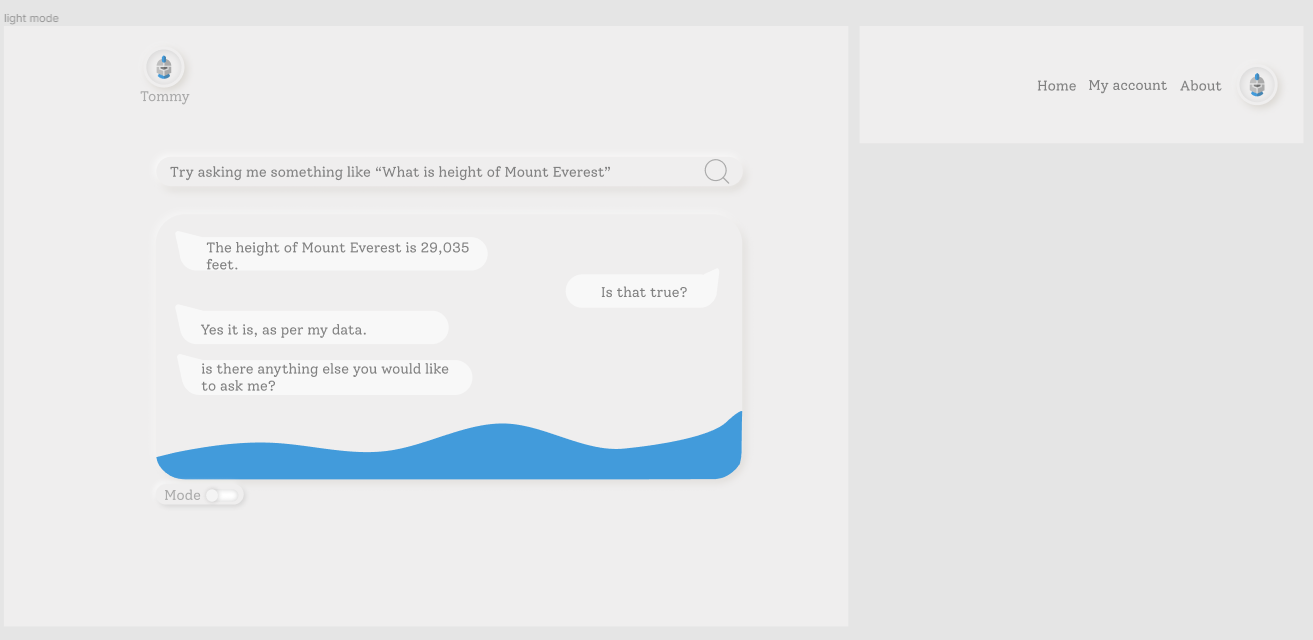 light mode
Tommy
Home My account About
Try asking me something like “What is height of Mount Everest”
The height of Mount Everest is 29,035
feet.
Is that true?
Yes it is, as per my data.
is there anything else you would like
to ask me?
Mode